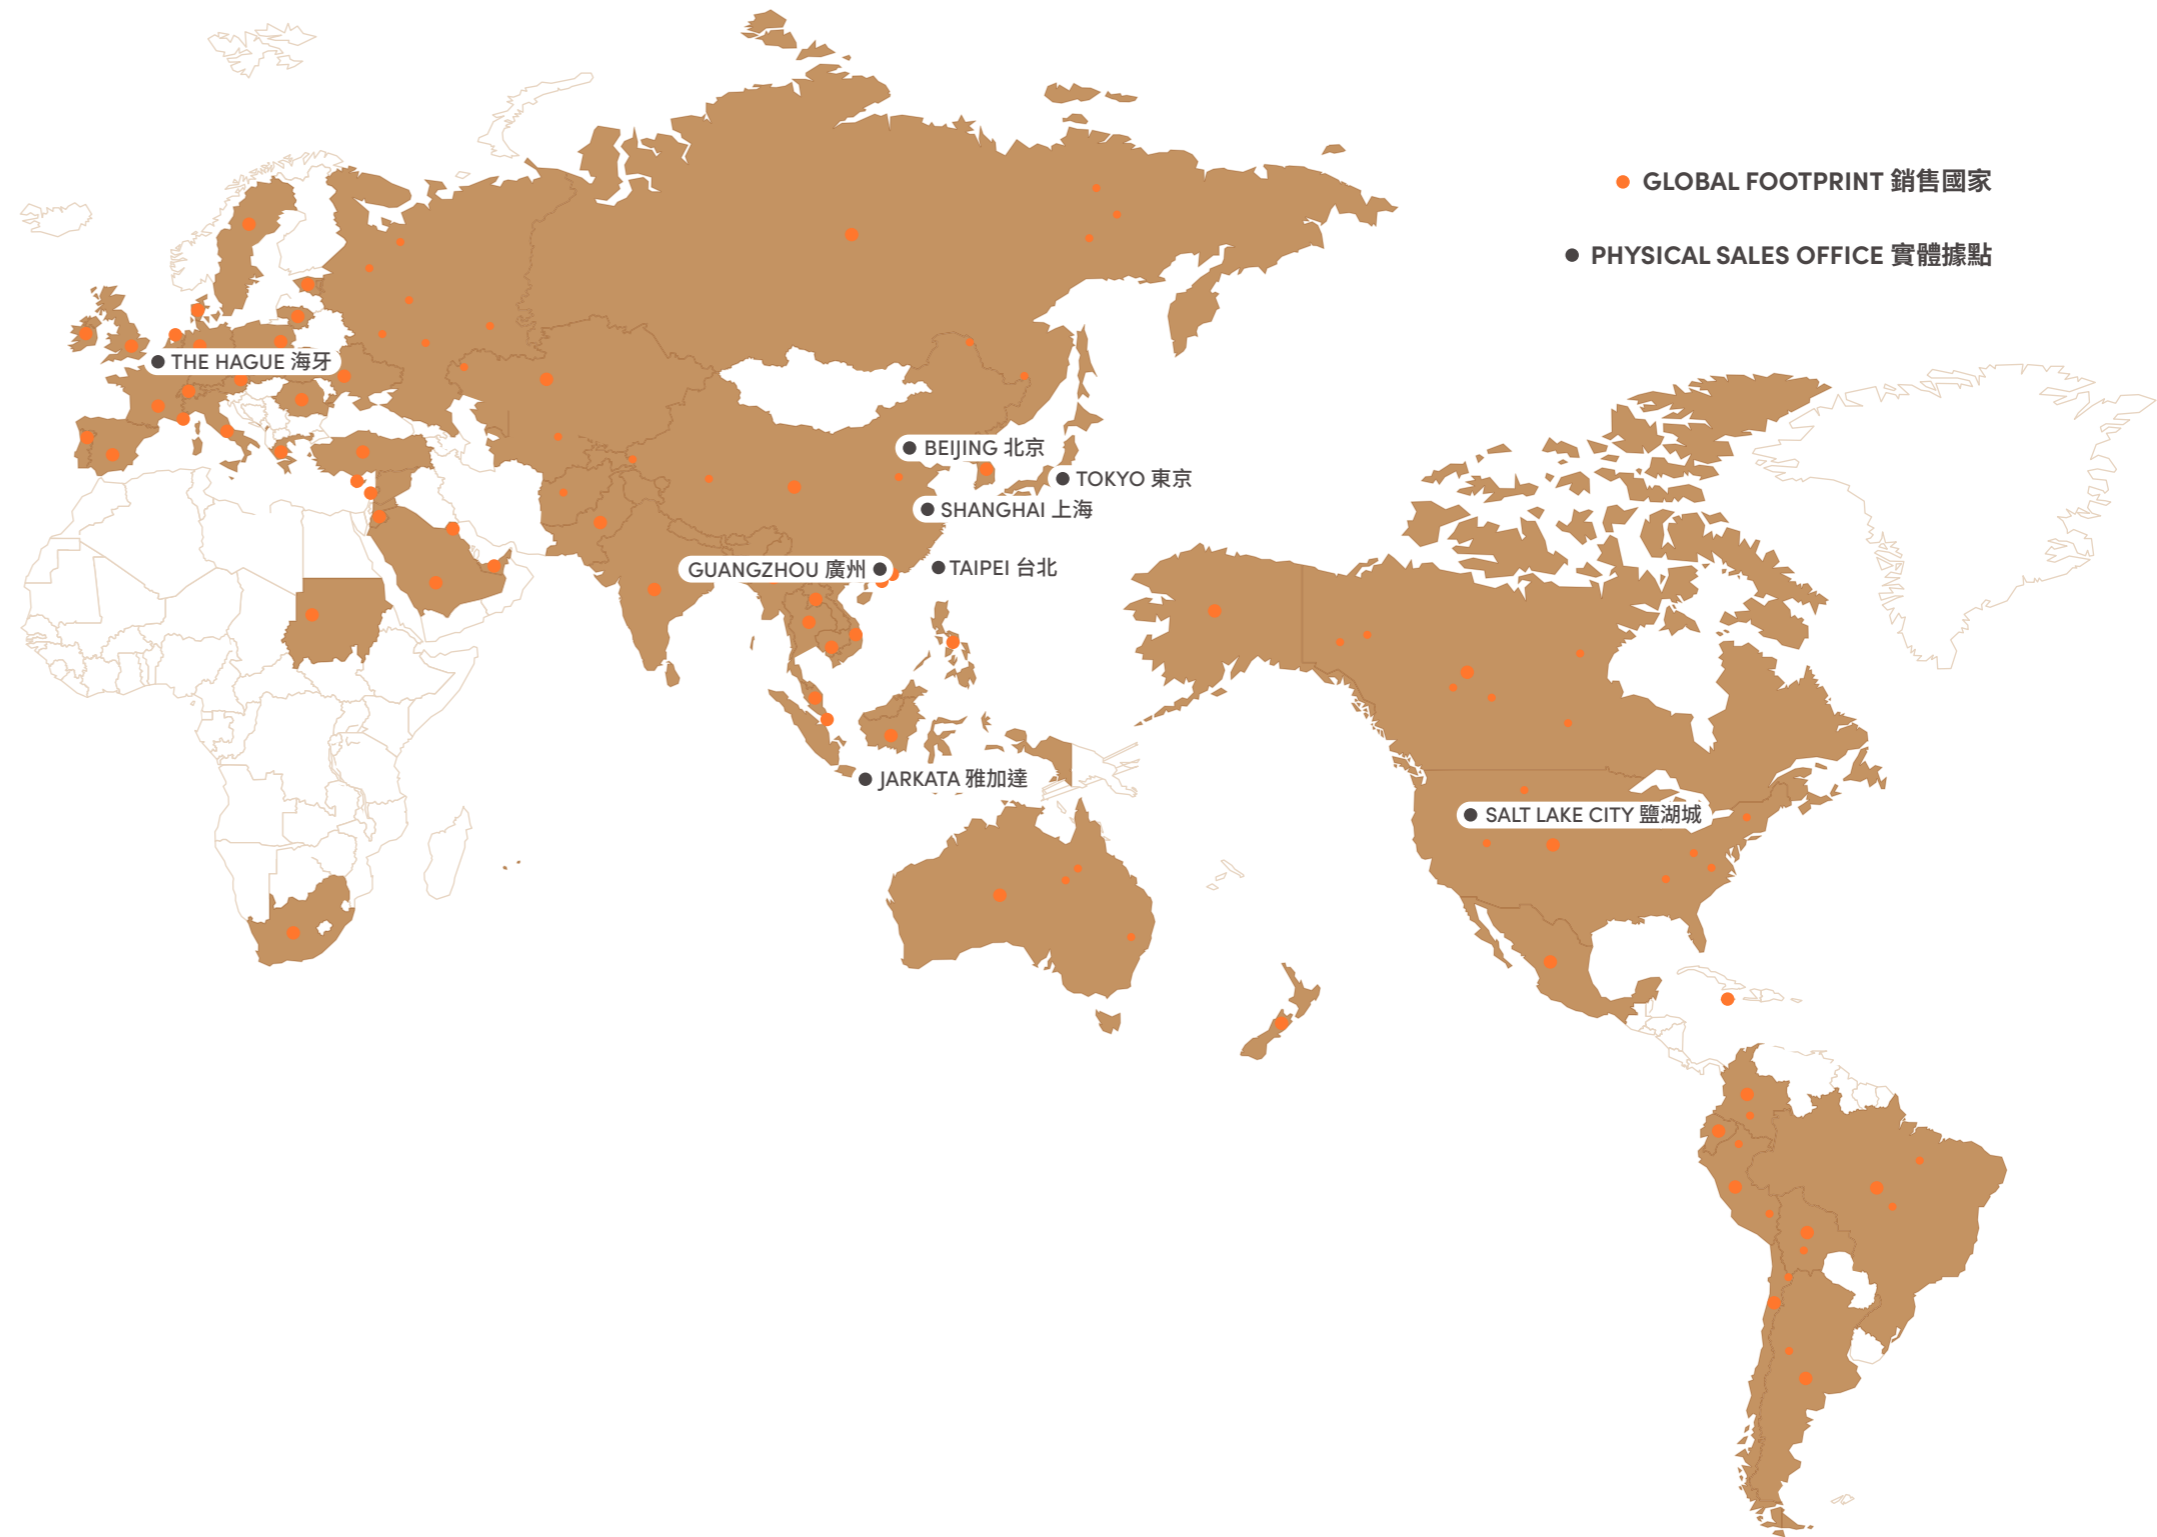 GLOBAL FOOTPRINT 銷售國家
PHYSICAL SALES OFFICE 實體據點
THE HAGUE 海牙
BEIJING 北京
TOKYO 東京
SHANGHAI 上海
GUANGZHOU 廣州
TAIPEI 台北
JARKATA 雅加達
SALT LAKE CITY 鹽湖城